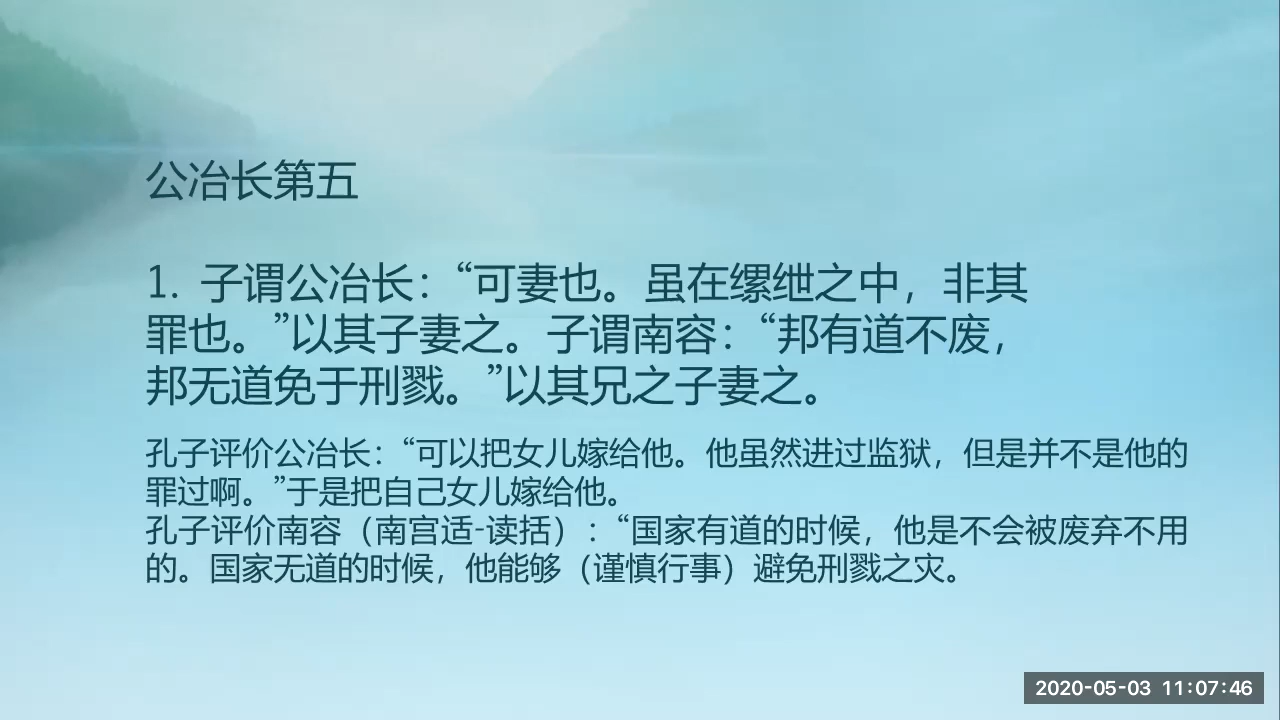 公冶长第五
1. 子谓公冶长：“可妻也。虽在缧绁之中，非其
罪也。”以其子妻之。子谓南容：“邦有道不废，
邦无道免于刑戮。”以其兄之子妻之。
孔子评价公冶长：“可以把女儿嫁给他。他虽然进过监狱，但是并不是他的
罪过啊。”于是把自己女儿嫁给他。
孔子评价南容（南宫适-读括）：“国家有道的时候，他是不会被废弃不用
的。国家无道的时候，他能够（谨慎行事）避免刑戮之灾。
2020-05-03 11:07:46